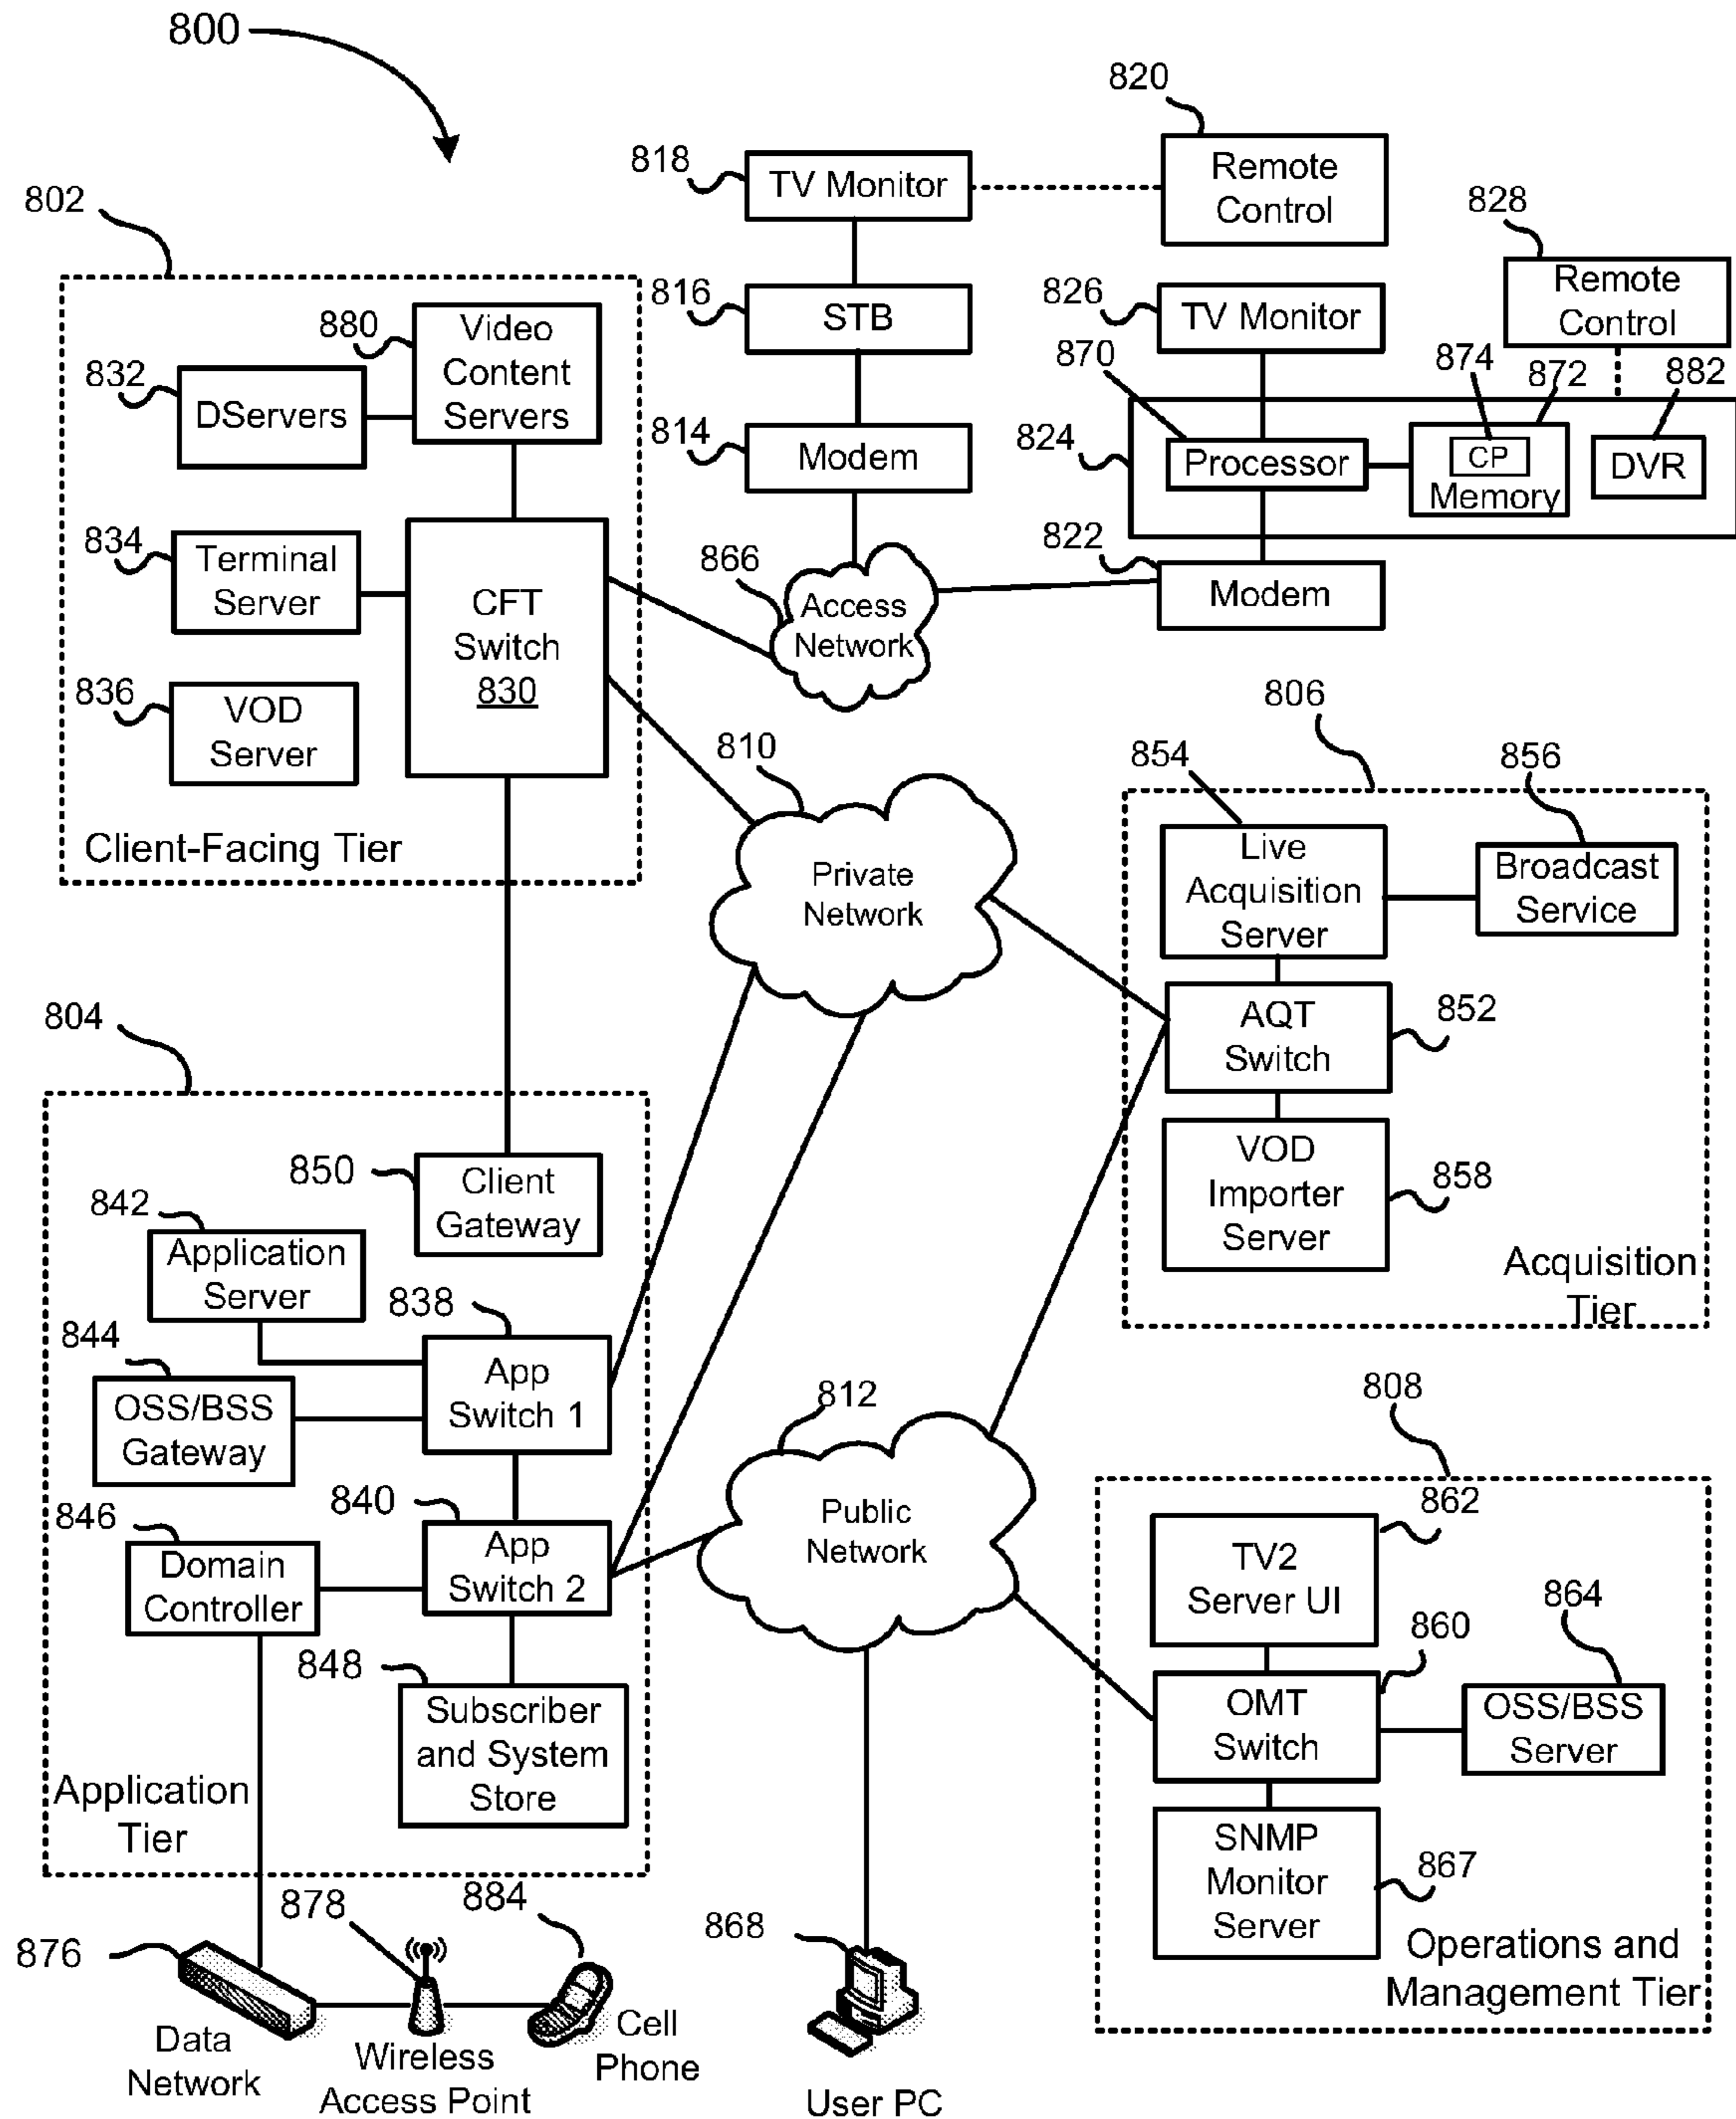 800
820
818
TV Monitor
Remote
Control
802
828
Remote
Control
816
STB
826
TV Monitor
880
Video
Content
Servers
832
DServers
870
874
872
882
814
Modem
824
Processor
CP
Memory
DVR
834
Terminal
Server
CFT
Switch
830
866
Access
Network
822
Modem
836
VOD
Server
Client-Facing Tier
810
Private
Network
806
854
856
Live
Acquisition
Server
Broadcast
Service
804
AQT
Switch
852
850
Client
Gateway
VOD
Importer
Server
858
842
Application
Server
Acquisition
Tier
838
844
App
Switch 1
OSS/BSS
Gateway
812
808
840
846
App
Switch 2
Domain
Controller
Public
Network
862
TV2
Server UI
864
860
848
Subscriber
and System
Store
OMT
Switch
OSS/BSS
Server
Application
Tier
SNMP
Monitor
Server
867
878
884
868
876
Operations and
Management Tier
Data
Network
Wireless
Access Point
Cell
Phone
User PC